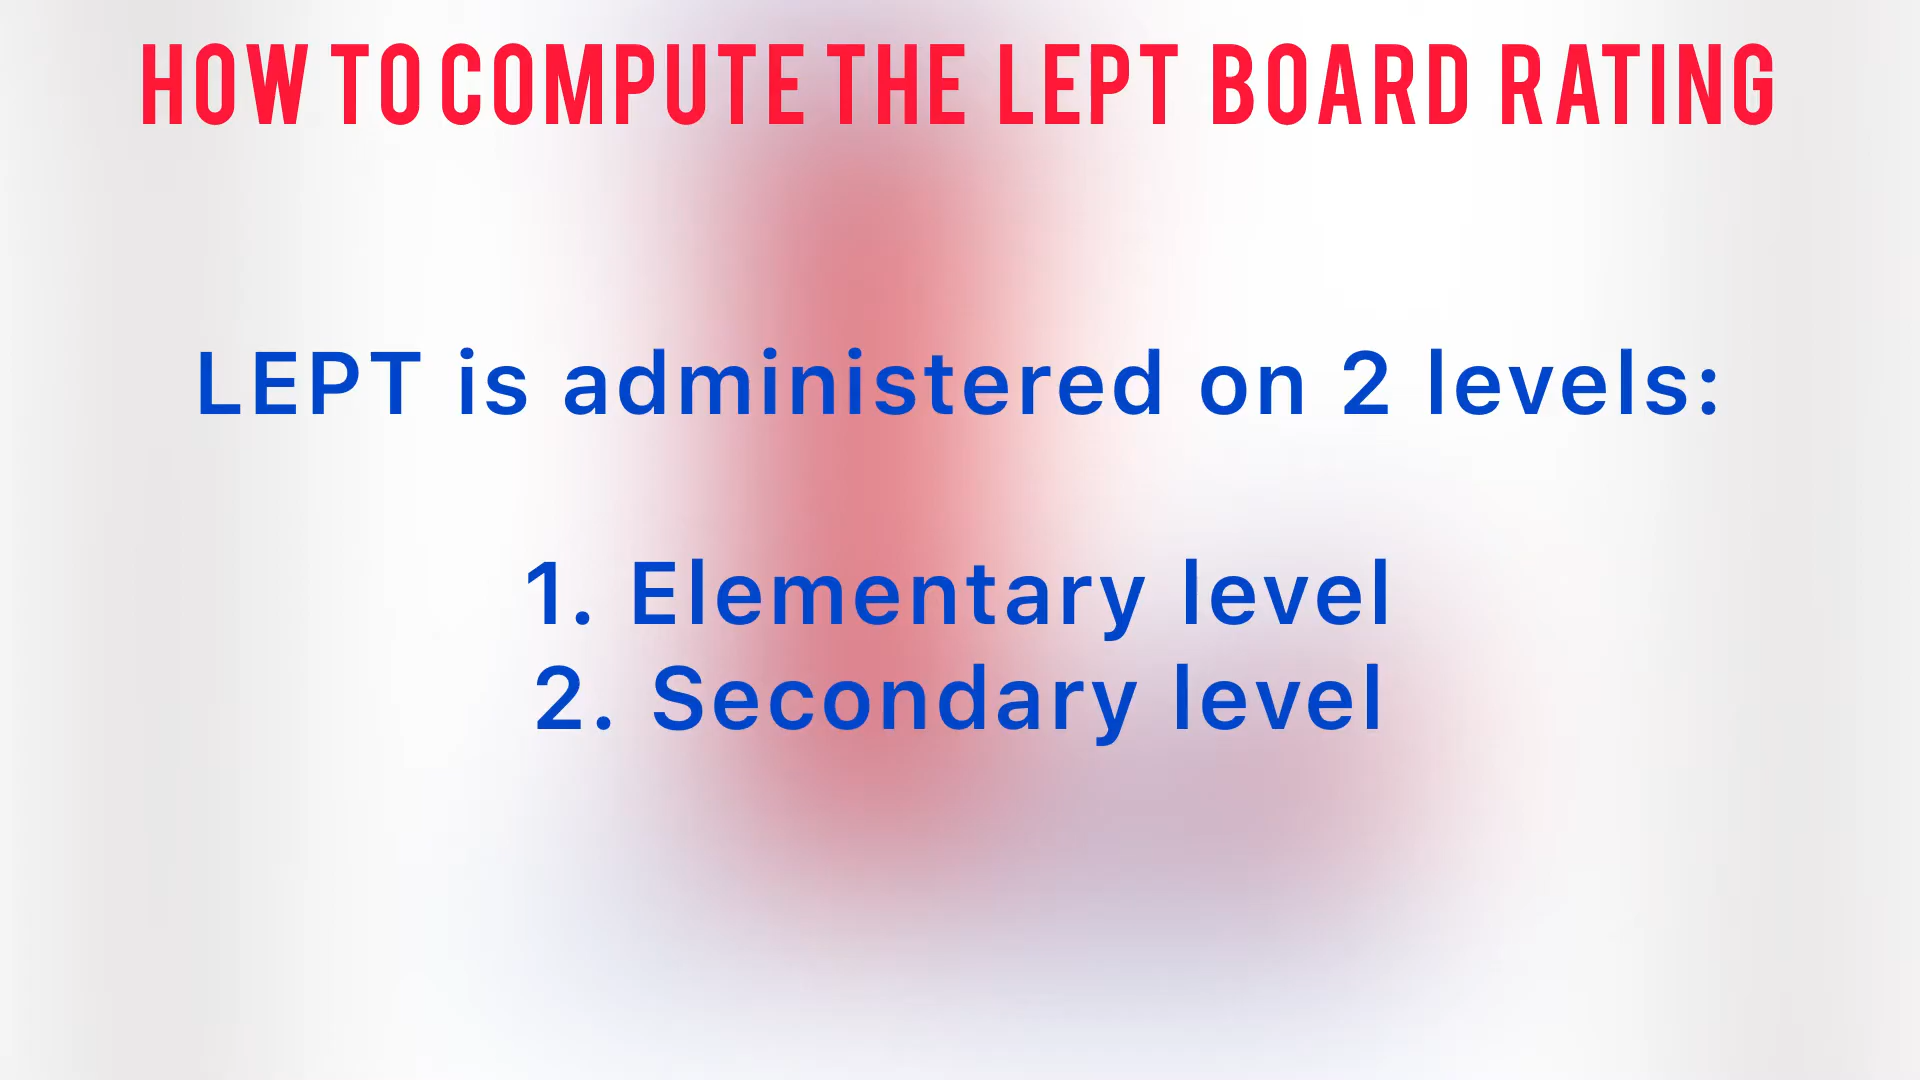 HOW TO COMPUTE THE LEPT BOARD RATING
LEPT is administered on 2 levels:
1. Elementary level
2. Secondary level